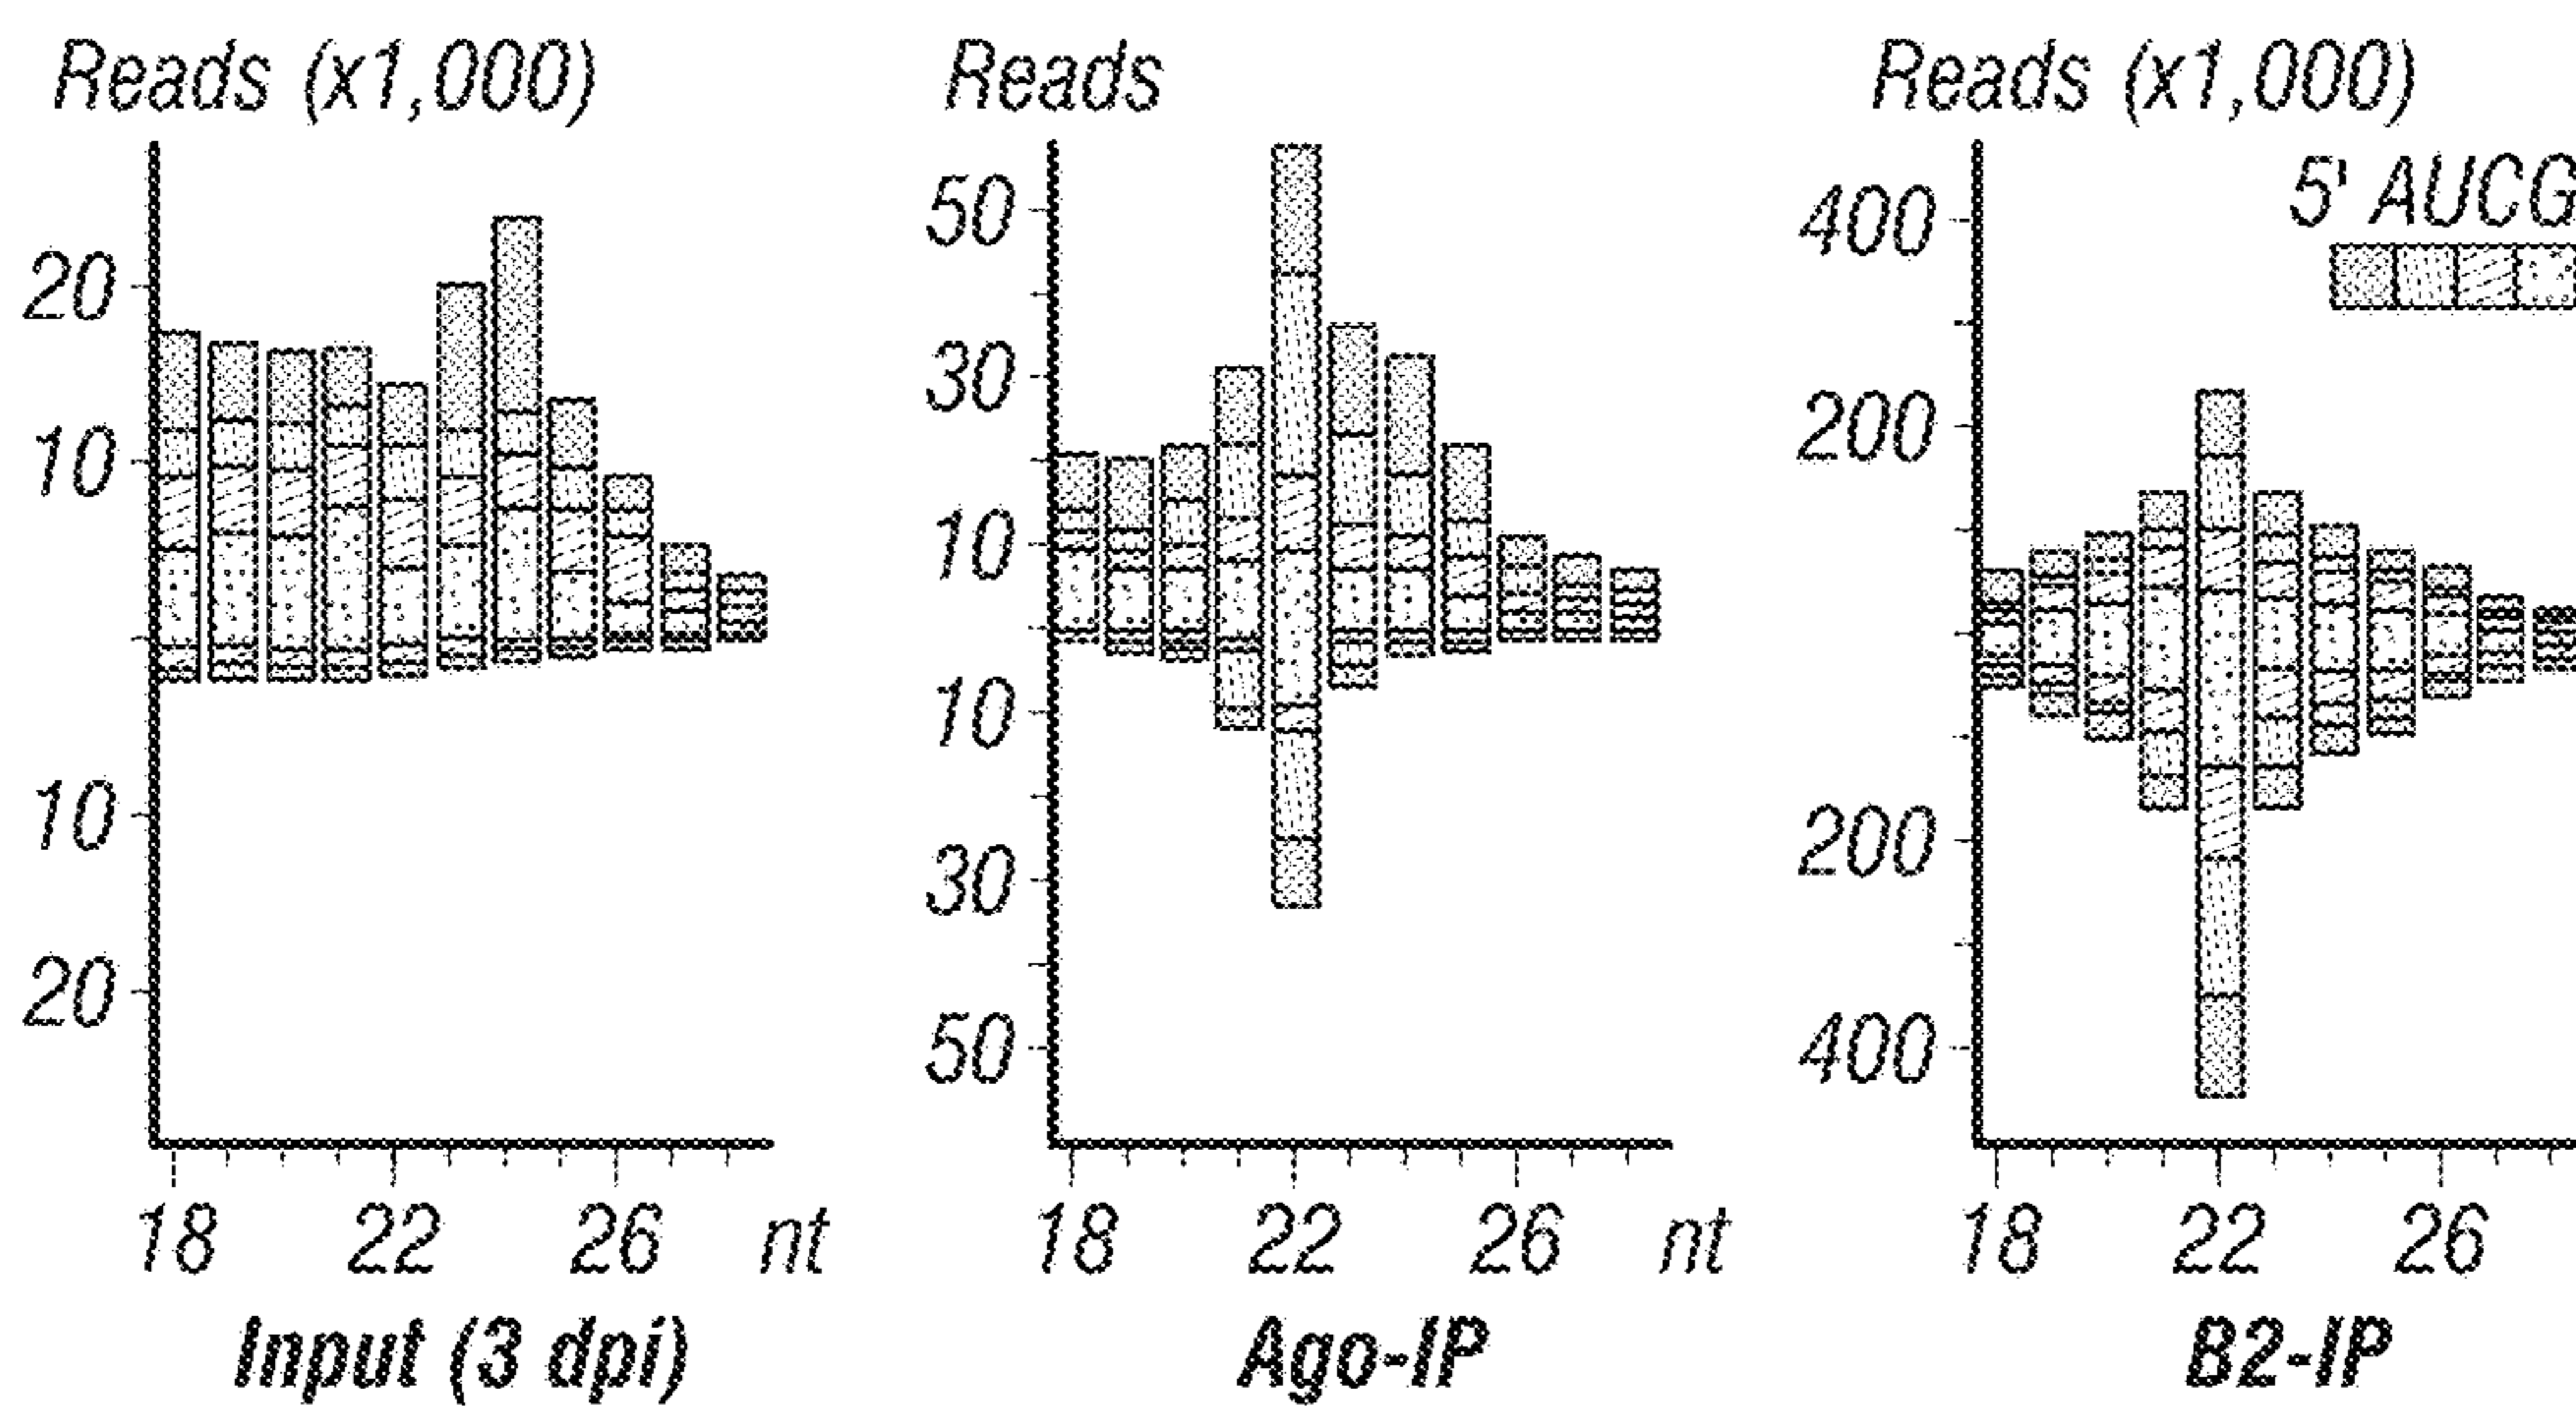 Reads (x1,000)
20
10
10
20
18 22 26 nt
Input (3 dpi)
Reads
50
30
10
10
30
50
18 22 26 nt
Ago-IP
Reads (x1,000)
5' AUCG
400
200
200
400
18 22 26
B2-IP